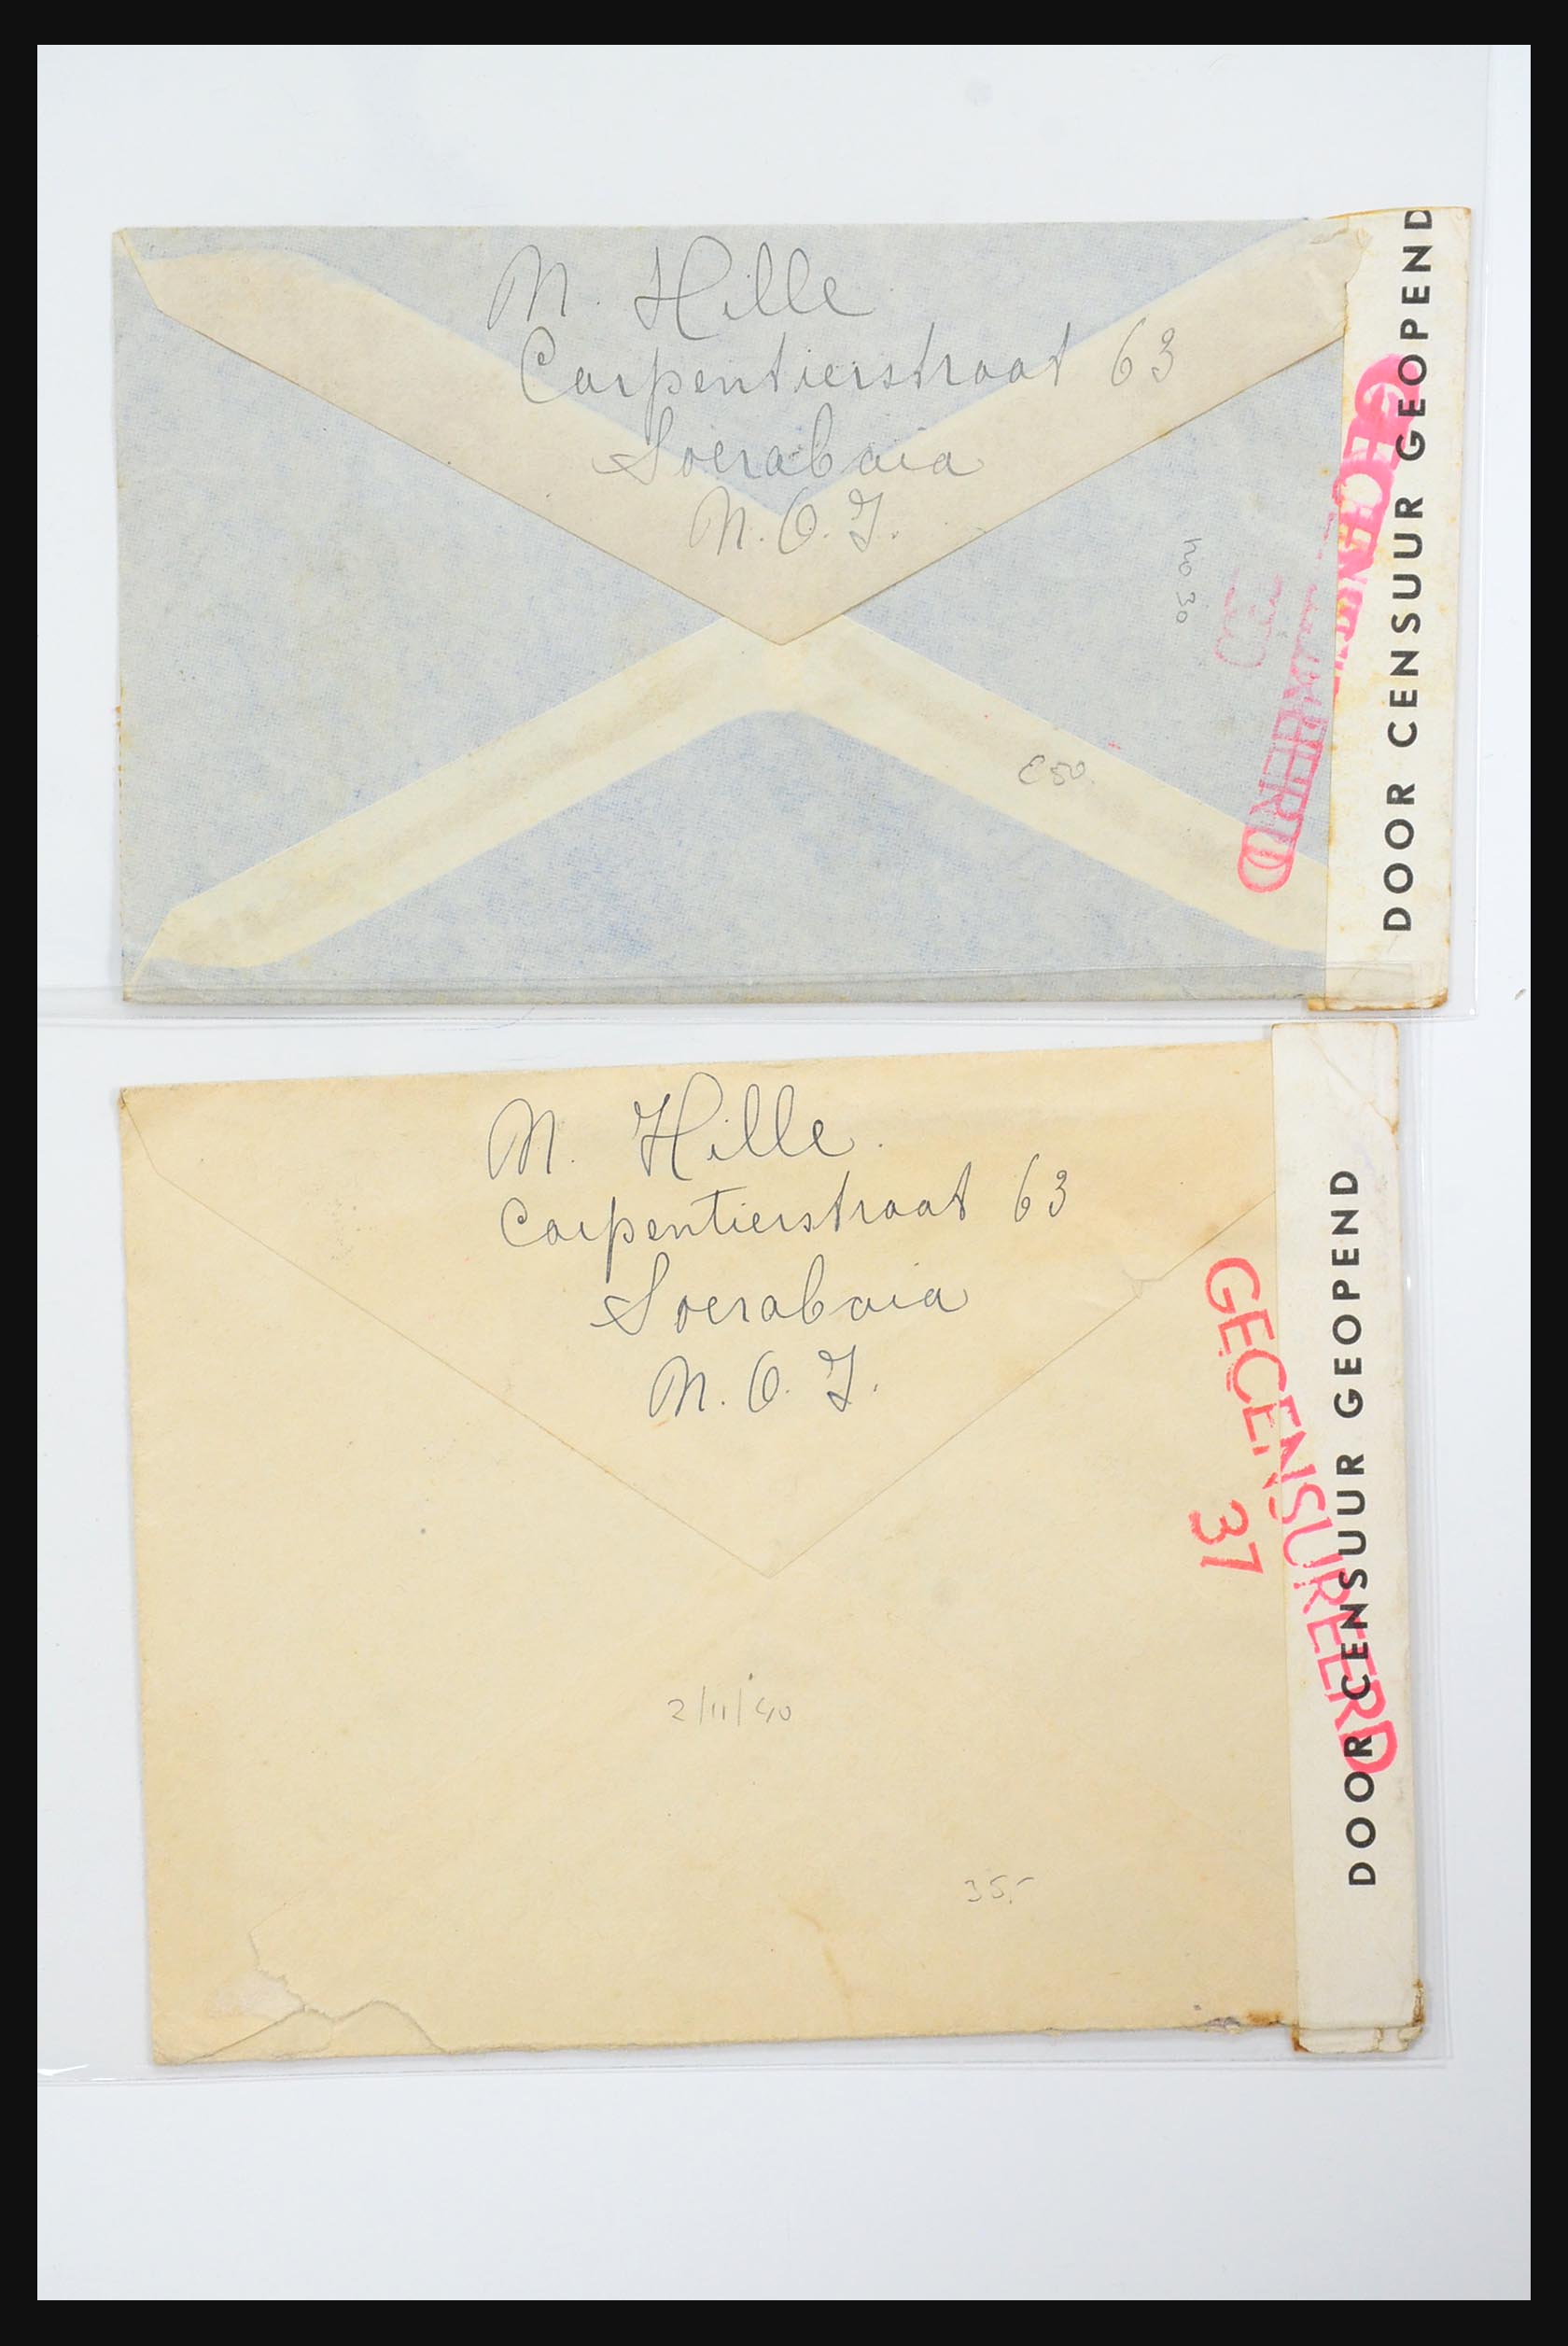 M. Hille
Carpentierstraat 63
Soerabaia
N.O.I.
no 30
GECENSUREERD
DOOR CENSUUR GEOPEND
M. Hille.
Carpentierstraat 63
Soerabaia
N.O.I.
GECENSUREERD
37
DOOR CENSUUR GEOPEND
2/11/40
35.-